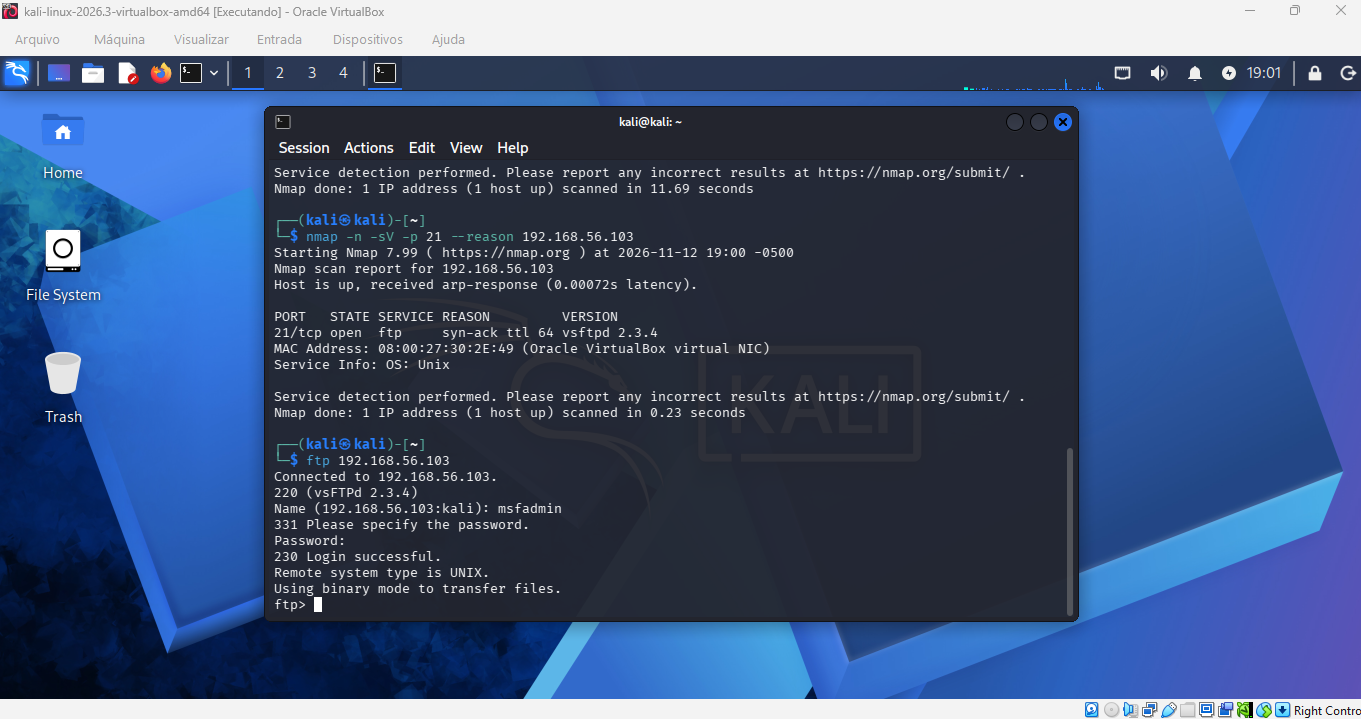 kali-linux-2026.3-virtualbox-amd64 [Executando] - Oracle VirtualBox
Arquivo Máquina Visualizar Entrada Dispositivos Ajuda
1 2 3 4 19:01
Home
File System
Trash
kali@kali: ~
Session Actions Edit View Help
Service detection performed. Please report any incorrect results at https://nmap.org/submit/ .
Nmap done: 1 IP address (1 host up) scanned in 11.69 seconds
┌──(kali㉿kali)-[~]
└─$ nmap -n -sV -p 21 --reason 192.168.56.103
Starting Nmap 7.99 ( https://nmap.org ) at 2026-11-12 19:00 -0500
Nmap scan report for 192.168.56.103
Host is up, received arp-response (0.00072s latency).
PORT   STATE SERVICE REASON         VERSION
21/tcp open  ftp     syn-ack ttl 64 vsftpd 2.3.4
MAC Address: 08:00:27:30:2E:49 (Oracle VirtualBox virtual NIC)
Service Info: OS: Unix
Service detection performed. Please report any incorrect results at https://nmap.org/submit/ .
Nmap done: 1 IP address (1 host up) scanned in 0.23 seconds
┌──(kali㉿kali)-[~]
└─$ ftp 192.168.56.103
Connected to 192.168.56.103.
220 (vsFTPd 2.3.4)
Name (192.168.56.103:kali): msfadmin
331 Please specify the password.
Password:
230 Login successful.
Remote system type is UNIX.
Using binary mode to transfer files.
ftp>
KALI
Right Contro